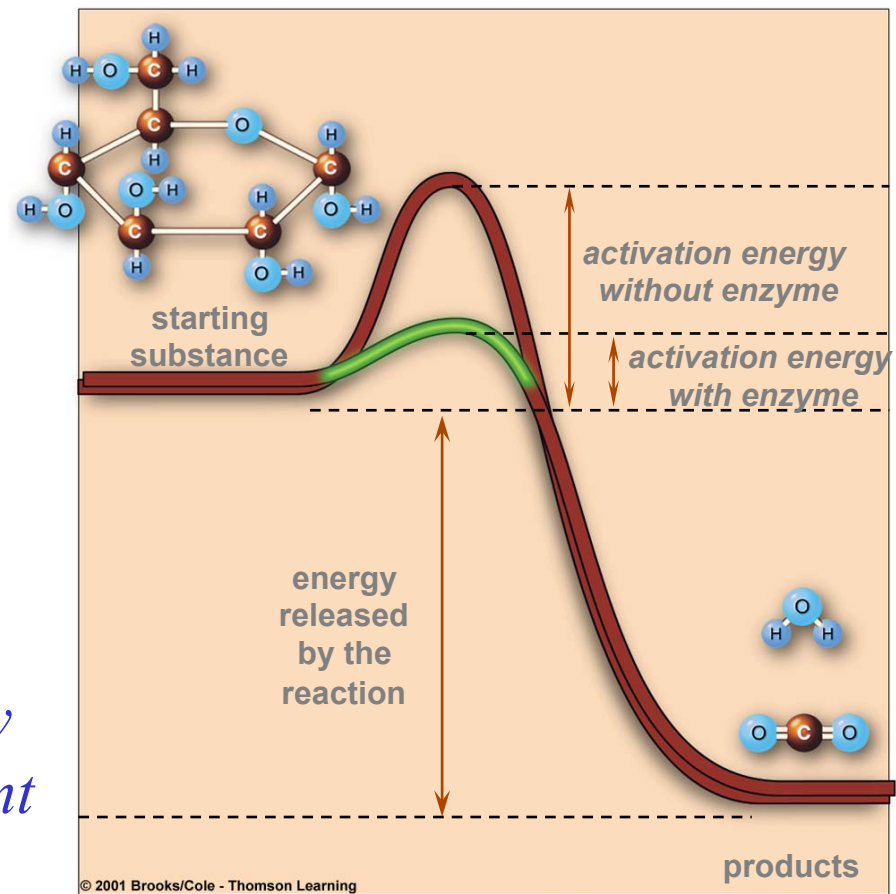 H
H O C H
H C O H
H
C O H C
H O C C O H
H O H
starting
substance
activation energy
without enzyme
activation energy
with enzyme
energy
released
by the
reaction
O
H H
O C O
products
© 2001 Brooks/Cole - Thomson Learning